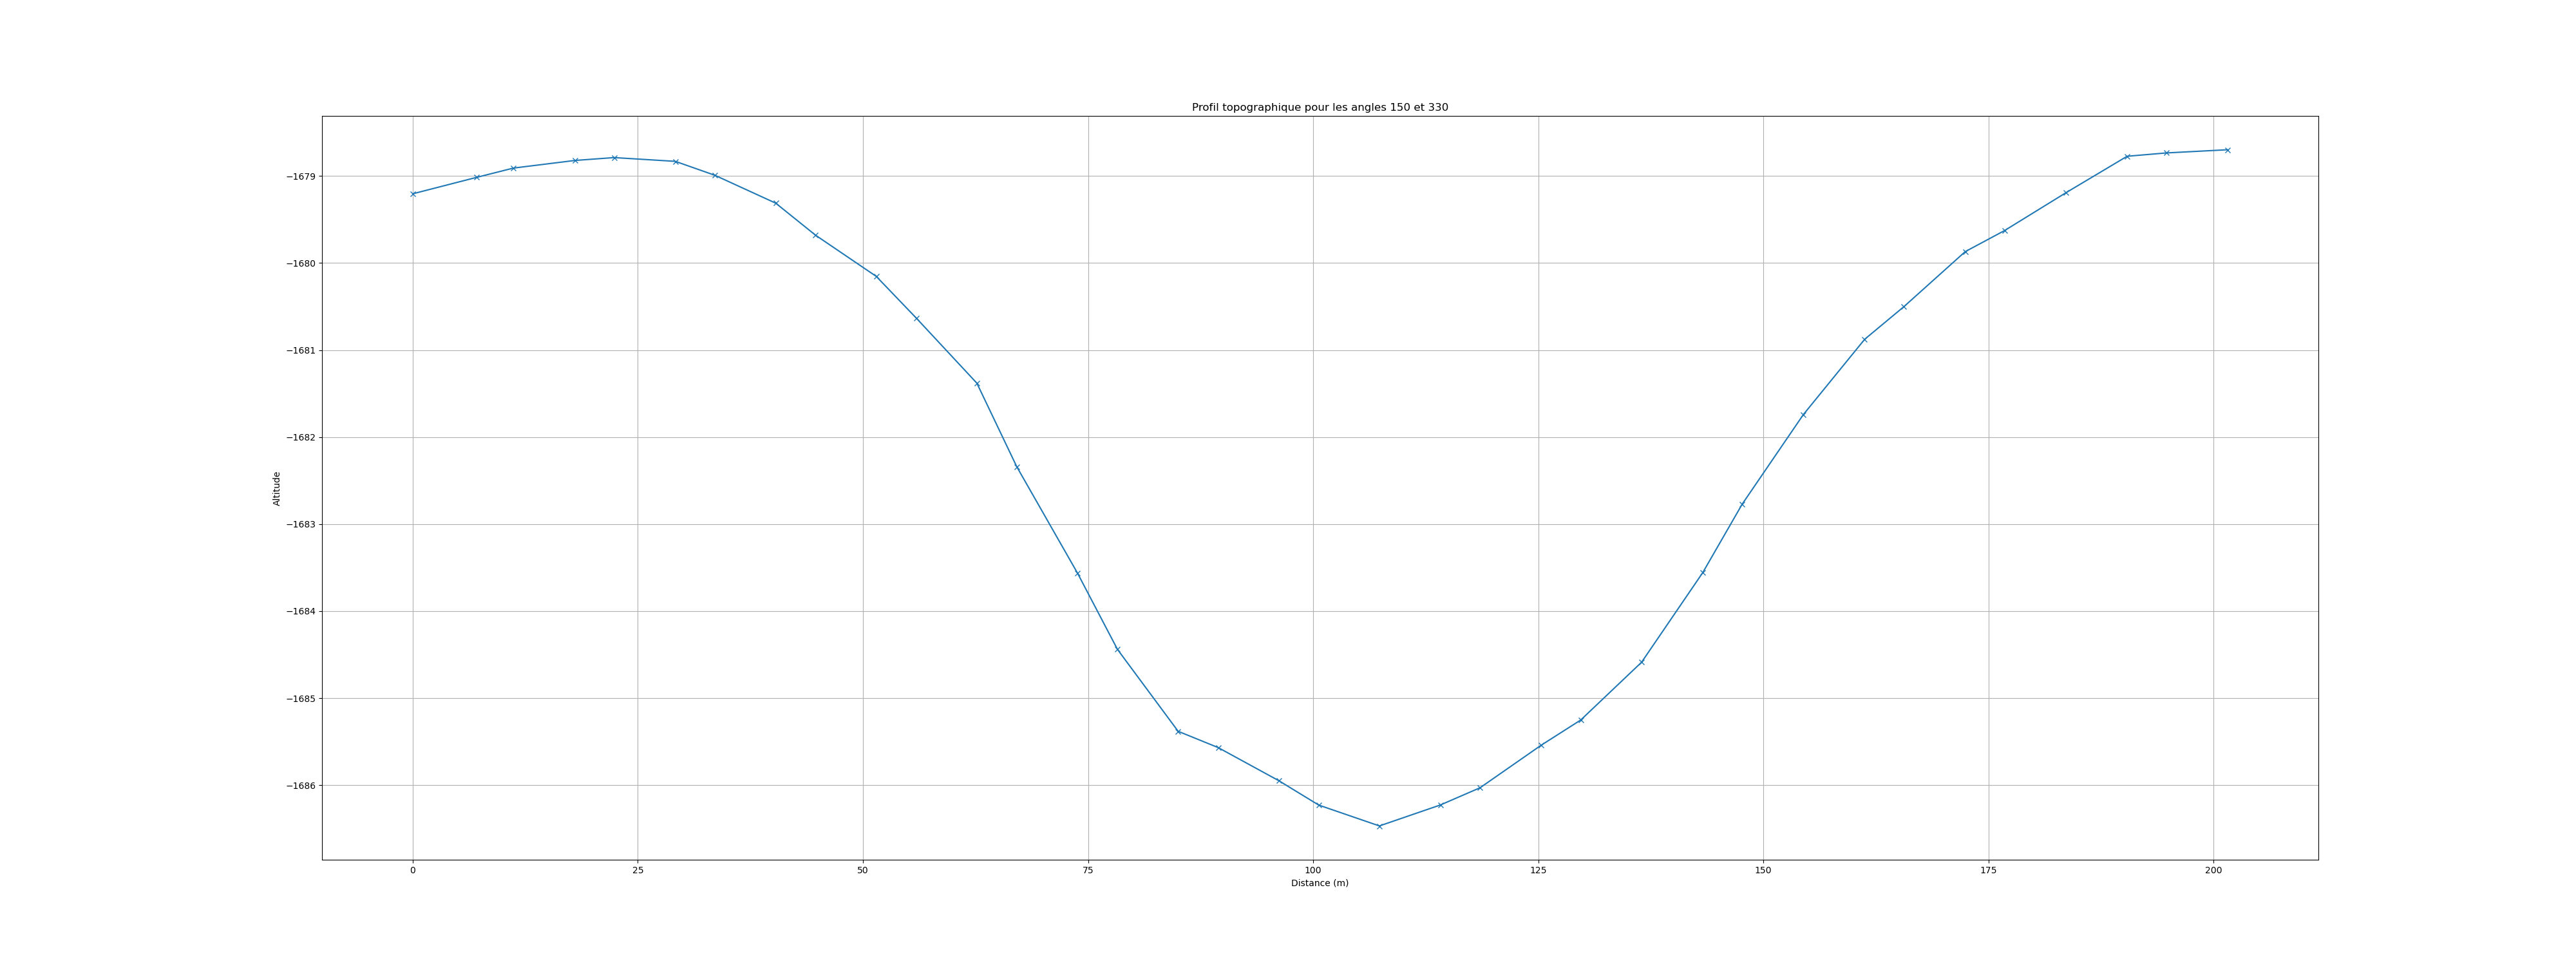 Profil topographique pour les angles 150 et 330
−1679
−1680
−1681
−1682
−1683
−1684
−1685
−1686
Altitude
0 25 50 75 100 125 150 175 200
Distance (m)